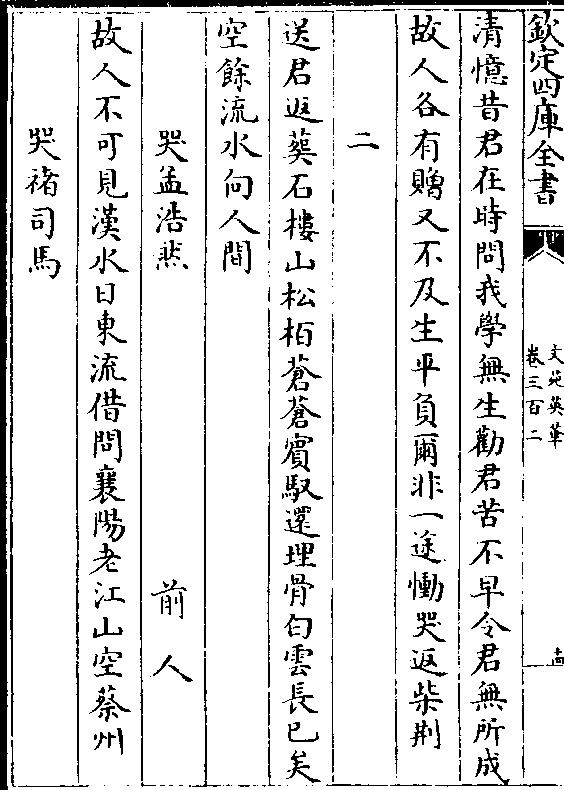 欽定四庫全書
文苑英華
卷三百二
清憶昔君在時問我學無生勸君苦不早令君無所成
故人各有贈又不及生平負爾非一途慟哭返柴荆
二
送君返葬石樓山松栢蒼蒼賓馭還埋骨白雲長已矣
空餘流水向人間
哭孟浩然 前人
故人不可見漢水日東流借問襄陽老江山空蔡州
哭褚司馬